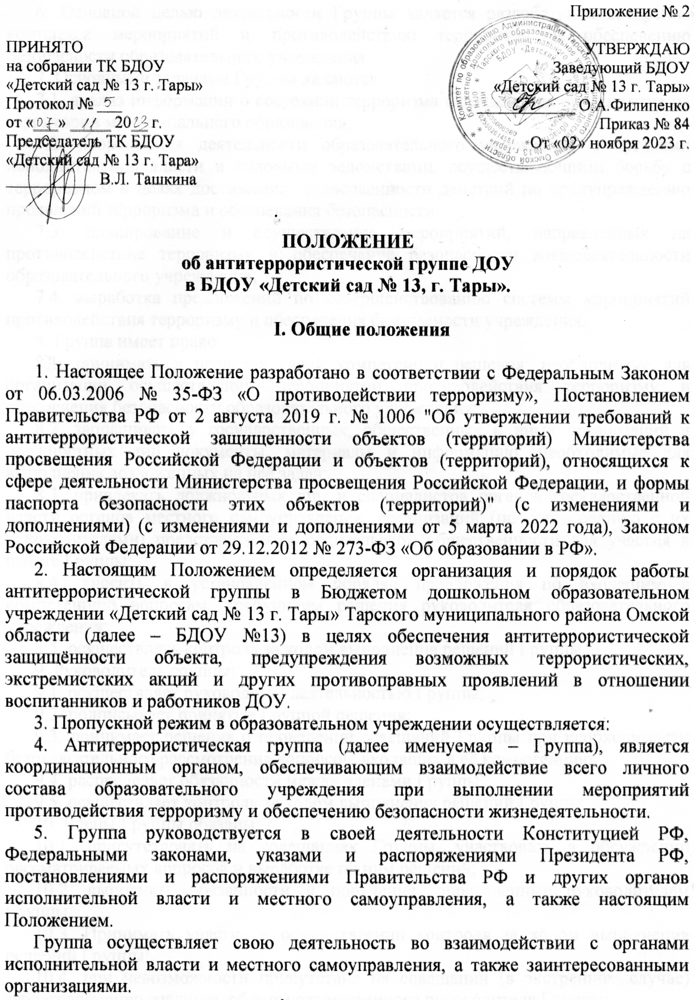 Приложение № 2
ПРИНЯТО
на собрании ТК БДОУ
«Детский сад № 13 г. Тары»
Протокол № 5
от «07» 11 2023 г.
Председатель ТК БДОУ
«Детский сад № 13 г. Тара»
В.Л. Ташкина
УТВЕРЖДАЮ
Заведующий БДОУ
«Детский сад № 13 г. Тары»
О.А.Филипенко
Приказ № 84
От «02» ноября 2023 г.
ПОЛОЖЕНИЕ
об антитеррористической группе ДОУ
в БДОУ «Детский сад № 13, г. Тары».
I. Общие положения
1. Настоящее Положение разработано в соответствии с Федеральным Законом
от 06.03.2006 № 35-ФЗ «О противодействии терроризму», Постановлением
Правительства РФ от 2 августа 2019 г. № 1006 "Об утверждении требований к
антитеррористической защищенности объектов (территорий) Министерства
просвещения Российской Федерации и объектов (территорий), относящихся к
сфере деятельности Министерства просвещения Российской Федерации, и формы
паспорта безопасности этих объектов (территорий)" (с изменениями и
дополнениями) (с изменениями и дополнениями от 5 марта 2022 года), Законом
Российской Федерации от 29.12.2012 № 273-ФЗ «Об образовании в РФ».
2. Настоящим Положением определяется организация и порядок работы
антитеррористической группы в Бюджетом дошкольном образовательном
учреждении «Детский сад № 13 г. Тары» Тарского муниципального района Омской
области (далее – БДОУ №13) в целях обеспечения антитеррористической
защищённости объекта, предупреждения возможных террористических,
экстремистских акций и других противоправных проявлений в отношении
воспитанников и работников ДОУ.
3. Пропускной режим в образовательном учреждении осуществляется:
4. Антитеррористическая группа (далее именуемая – Группа), является
координационным органом, обеспечивающим взаимодействие всего личного
состава образовательного учреждения при выполнении мероприятий
противодействия терроризму и обеспечению безопасности жизнедеятельности.
5. Группа руководствуется в своей деятельности Конституцией РФ,
Федеральными законами, указами и распоряжениями Президента РФ,
постановлениями и распоряжениями Правительства РФ и других органов
исполнительной власти и местного самоуправления, а также настоящим
Положением.
Группа осуществляет свою деятельность во взаимодействии с органами
исполнительной власти и местного самоуправления, а также заинтересованными
организациями.